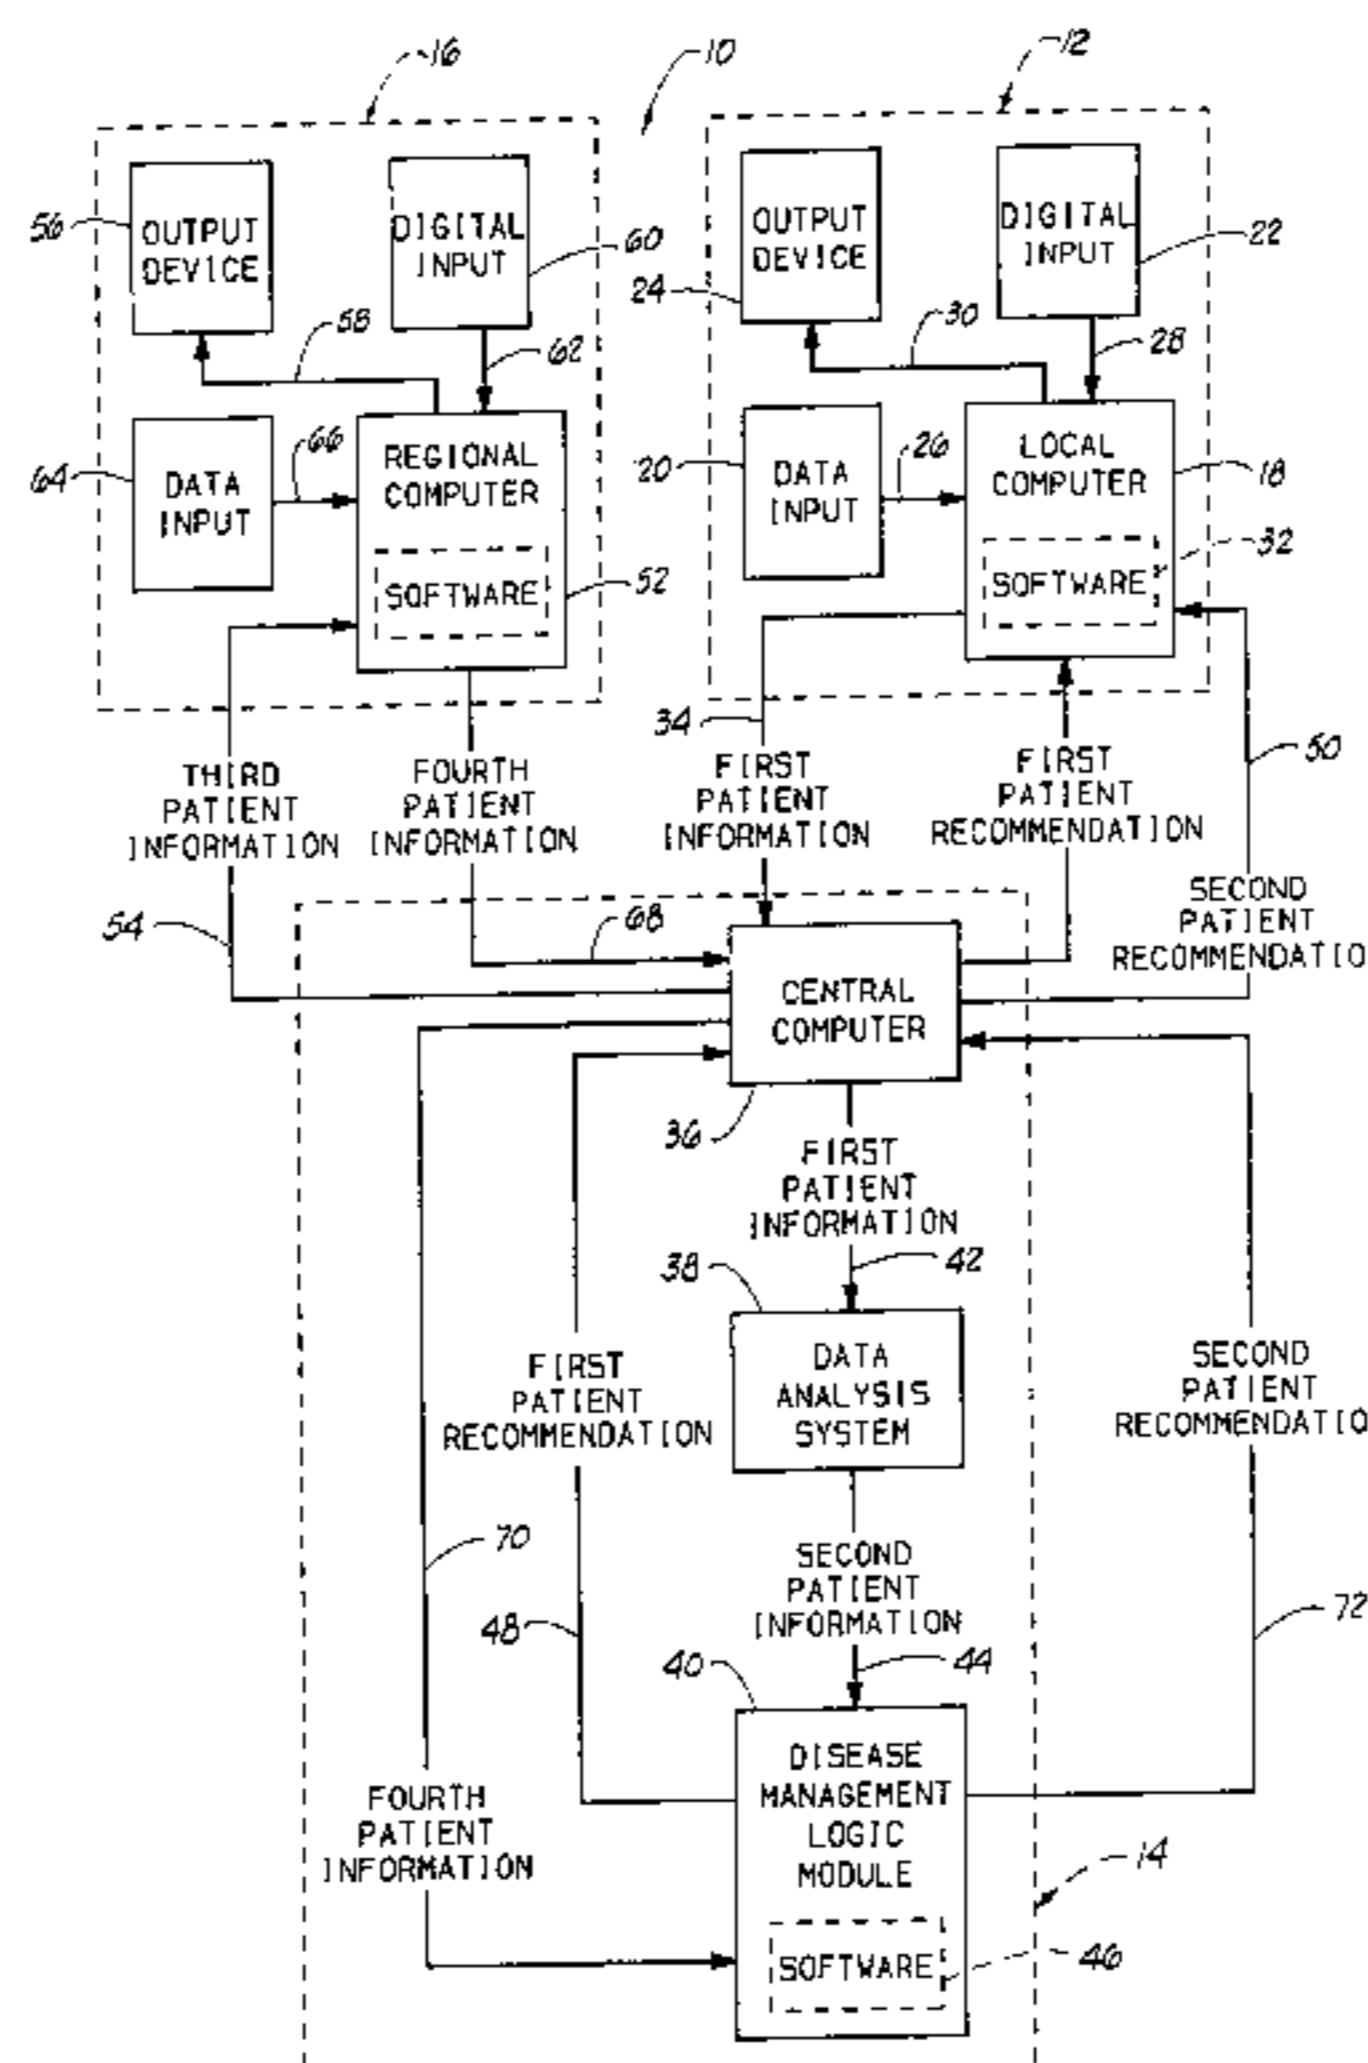 16
10
12
OUTPUT
DEVICE
56
DIGITAL
INPUT
60
58
62
DATA
INPUT
64
66
REGIONAL
COMPUTER
SOFTWARE
52
OUTPUT
DEVICE
24
DIGITAL
INPUT
22
30
28
DATA
INPUT
20
26
LOCAL
COMPUTER
18
SOFTWARE
32
THIRD
PATIENT
INFORMATION
54
FOURTH
PATIENT
INFORMATION
68
34
FIRST
PATIENT
INFORMATION
FIRST
PATIENT
RECOMMENDATION
50
SECOND
PATIENT
RECOMMENDATIO
CENTRAL
COMPUTER
36
FIRST
PATIENT
INFORMATION
42
38
DATA
ANALYSIS
SYSTEM
FIRST
PATIENT
RECOMMENDATION
SECOND
PATIENT
RECOMMENDATIO
70
48
SECOND
PATIENT
INFORMATION
44
72
40
DISEASE
MANAGEMENT
LOGIC
MODULE
FOURTH
PATIENT
INFORMATION
14
SOFTWARE
46